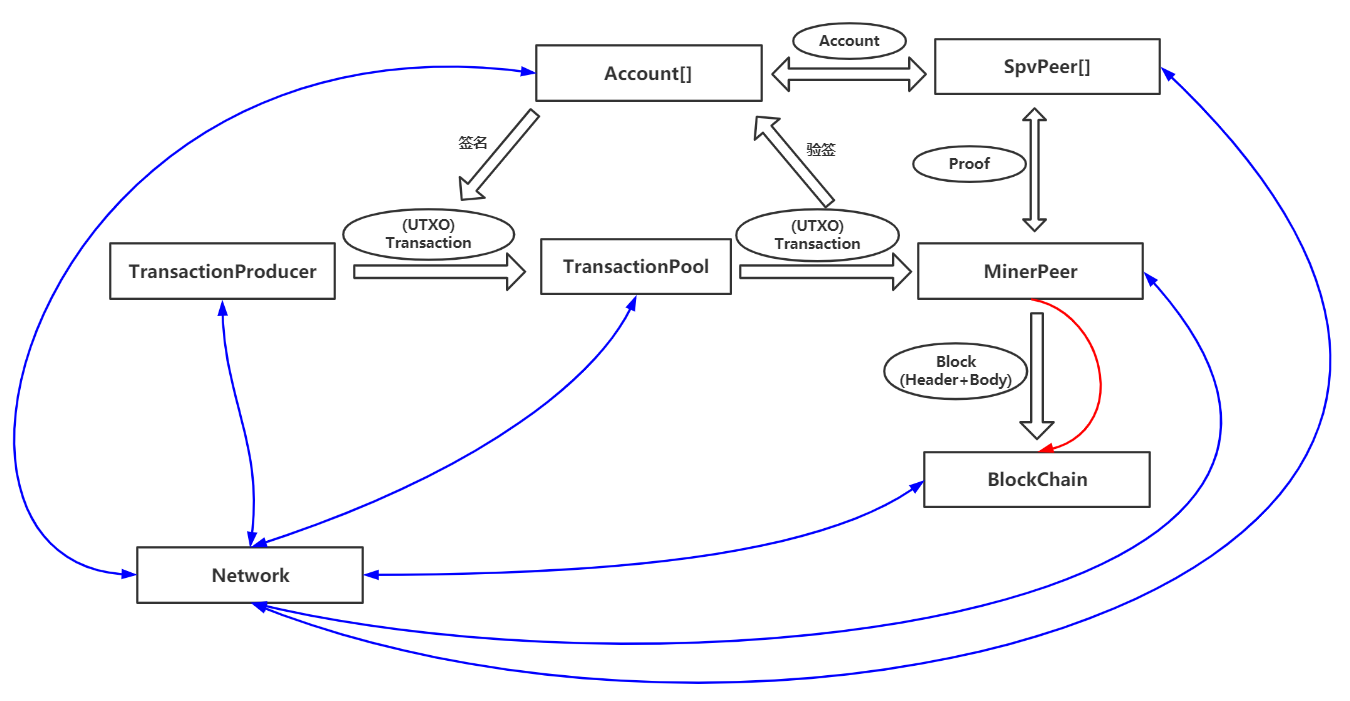 Account
Account[]
SpvPeer[]
签名
验签
Proof
(UTXO)
Transaction
(UTXO)
Transaction
TransactionProducer
TransactionPool
MinerPeer
Block
(Header+Body)
BlockChain
Network